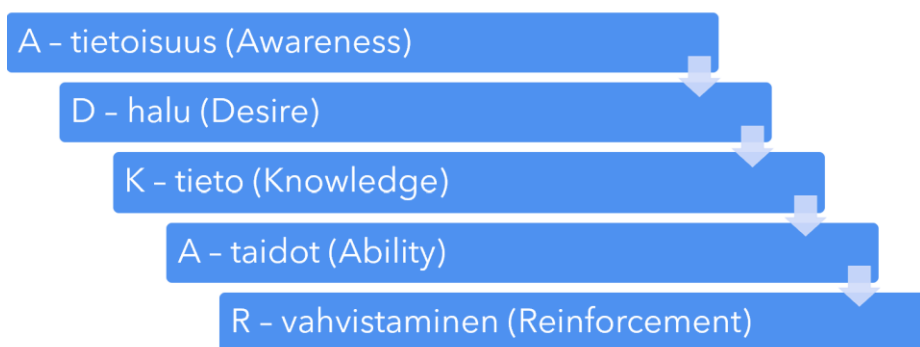 A – tietoisuus (Awareness)
D – halu (Desire)
K – tieto (Knowledge)
A – taidot (Ability)
R – vahvistaminen (Reinforcement)